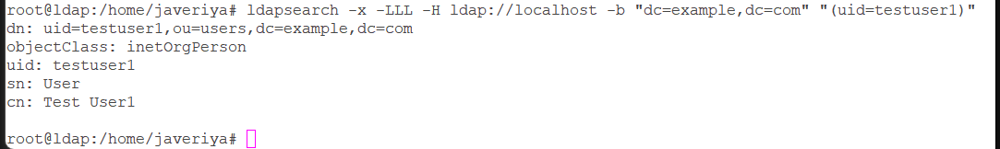 root@ldap:/home/javeriya# ldapsearch -x -LLL -H ldap://localhost -b "dc=example,dc=com" "(uid=testuser1)"
dn: uid=testuser1,ou=users,dc=example,dc=com
objectClass: inetOrgPerson
uid: testuser1
sn: User
cn: Test User1
root@ldap:/home/javeriya#